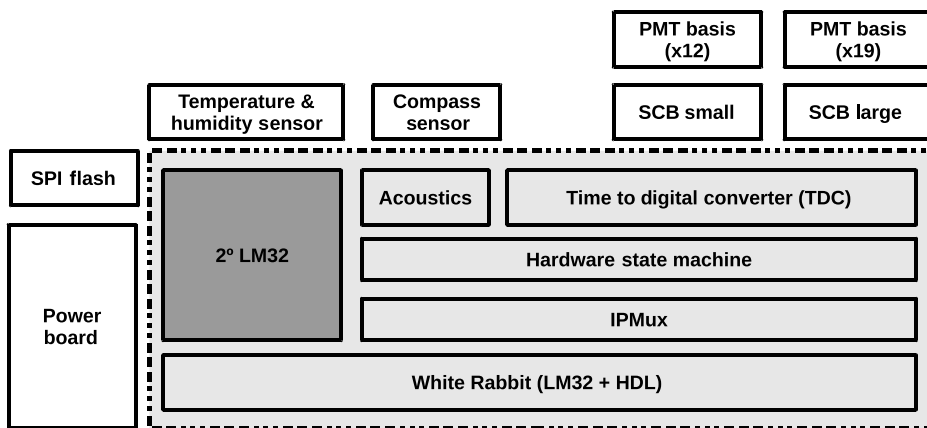 PMT basis
(x12)
PMT basis
(x19)
Temperature &
humidity sensor
Compass
sensor
SCB small
SCB large
SPI flash
Acoustics
Time to digital converter (TDC)
2º LM32
Hardware state machine
Power
board
IPMux
White Rabbit (LM32 + HDL)